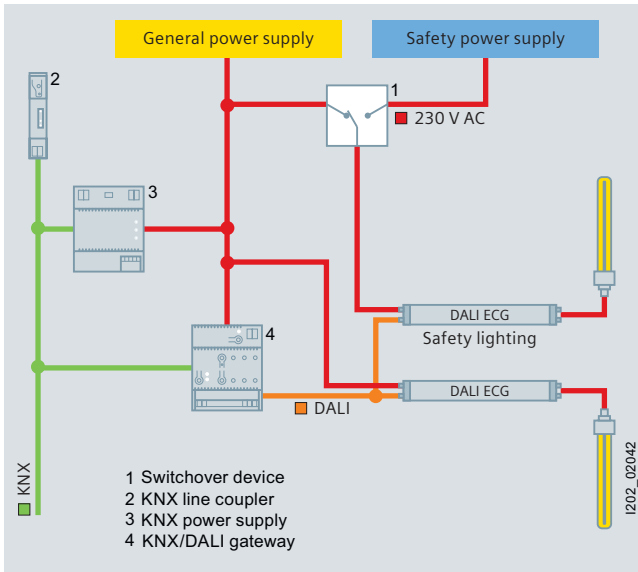 General power supply
Safety power supply
2
1
230 V AC
3
DALI ECG
Safety lighting
4
DALI ECG
DALI
KNX
1 Switchover device
2 KNX line coupler
3 KNX power supply
4 KNX/DALI gateway
I202_02042